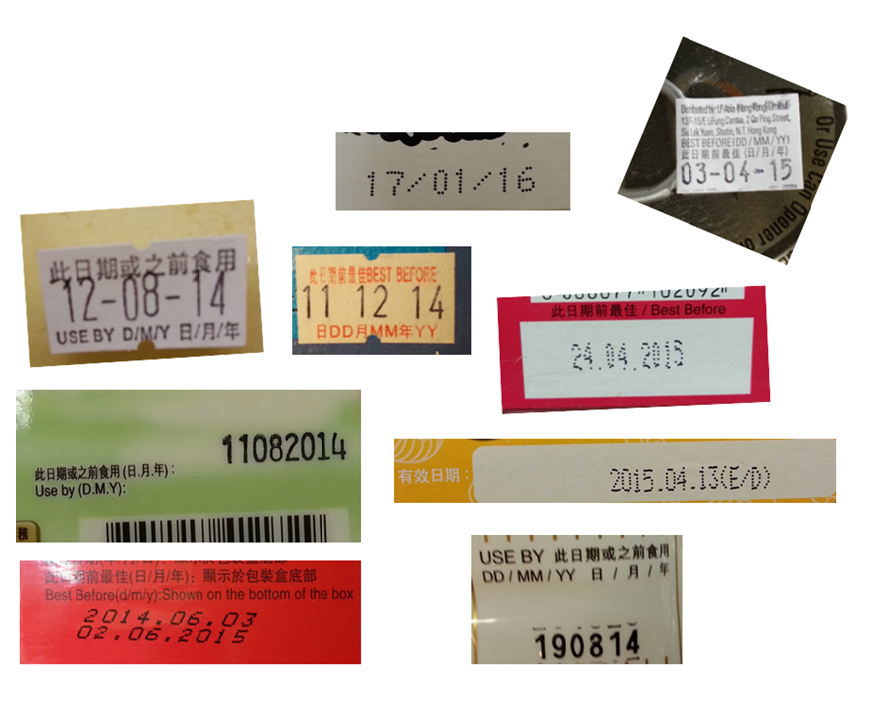 17/01/16
Distributed by: LF Asia (Hong Kong) Limited
13/F-15/F, LiFung Centre, 2 On Ping Street,
Siu Lek Yuen, Shatin, N.T. Hong Kong
BEST BEFORE(DD/MM/YY)
此日期前最佳(日/月/年)
03-04-15
Or Use Can Opener
此日期或之前食用
12-08-14
USE BY D/M/Y 日/月/年
此日期前最佳BEST BEFORE
11 12 14
日DD月MM年YY
此日期前最佳 / Best Before
24.04.2015
11082014
此日期或之前食用(日.月.年):
Use by (D.M.Y):
務
有效日期:
2015.04.13(E/D)
此日期前最佳(日/月/年):顯示於包裝盒底部
Best Before(d/m/y):Shown on the bottom of the box
2014.06.03
02.06.2015
USE BY 此日期或之前食用
DD / MM / YY 日 / 月 / 年
190814